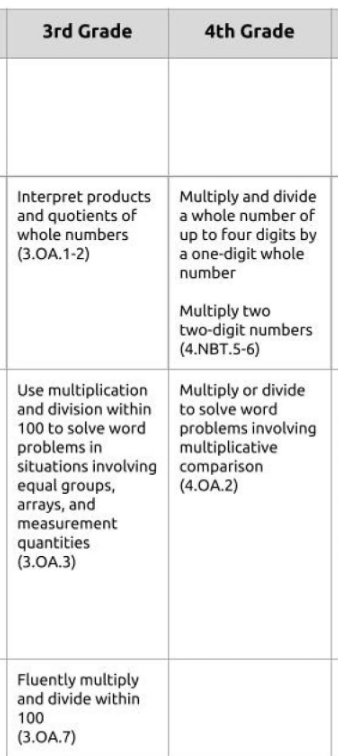 3rd Grade
4th Grade
Interpret products
and quotients of
whole numbers
(3.OA.1-2)
Multiply and divide
a whole number of
up to four digits by
a one-digit whole
number
Multiply two
two-digit numbers
(4.NBT.5-6)
Use multiplication
and division within
100 to solve word
problems in
situations involving
equal groups,
arrays, and
measurement
quantities
(3.OA.3)
Multiply or divide
to solve word
problems involving
multiplicative
comparison
(4.OA.2)
Fluently multiply
and divide within
100
(3.OA.7)